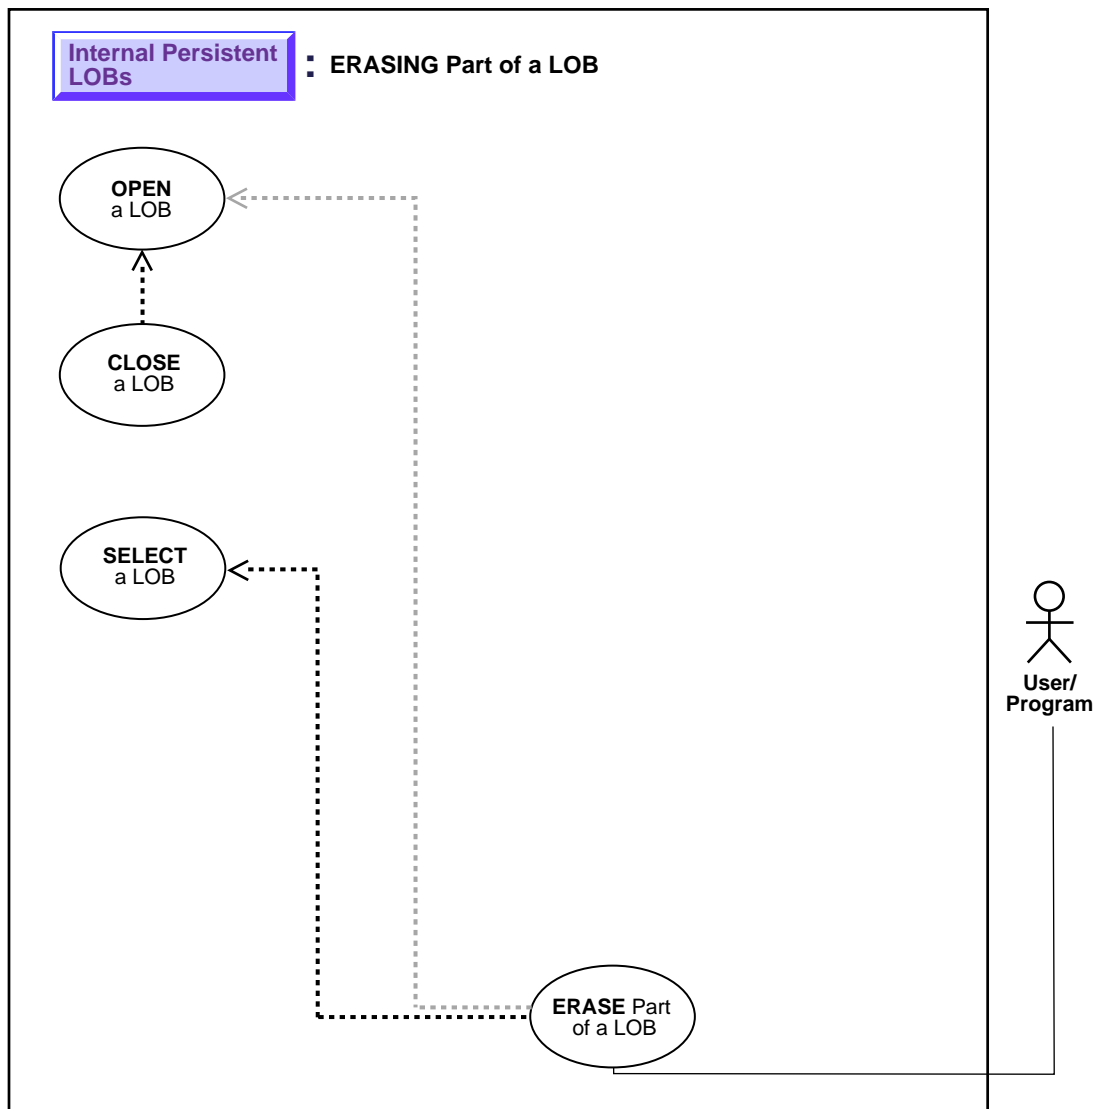 Internal Persistent
LOBs
: ERASING Part of a LOB
OPEN
a LOB
CLOSE
a LOB
SELECT
a LOB
User/
Program
ERASE Part
of a LOB